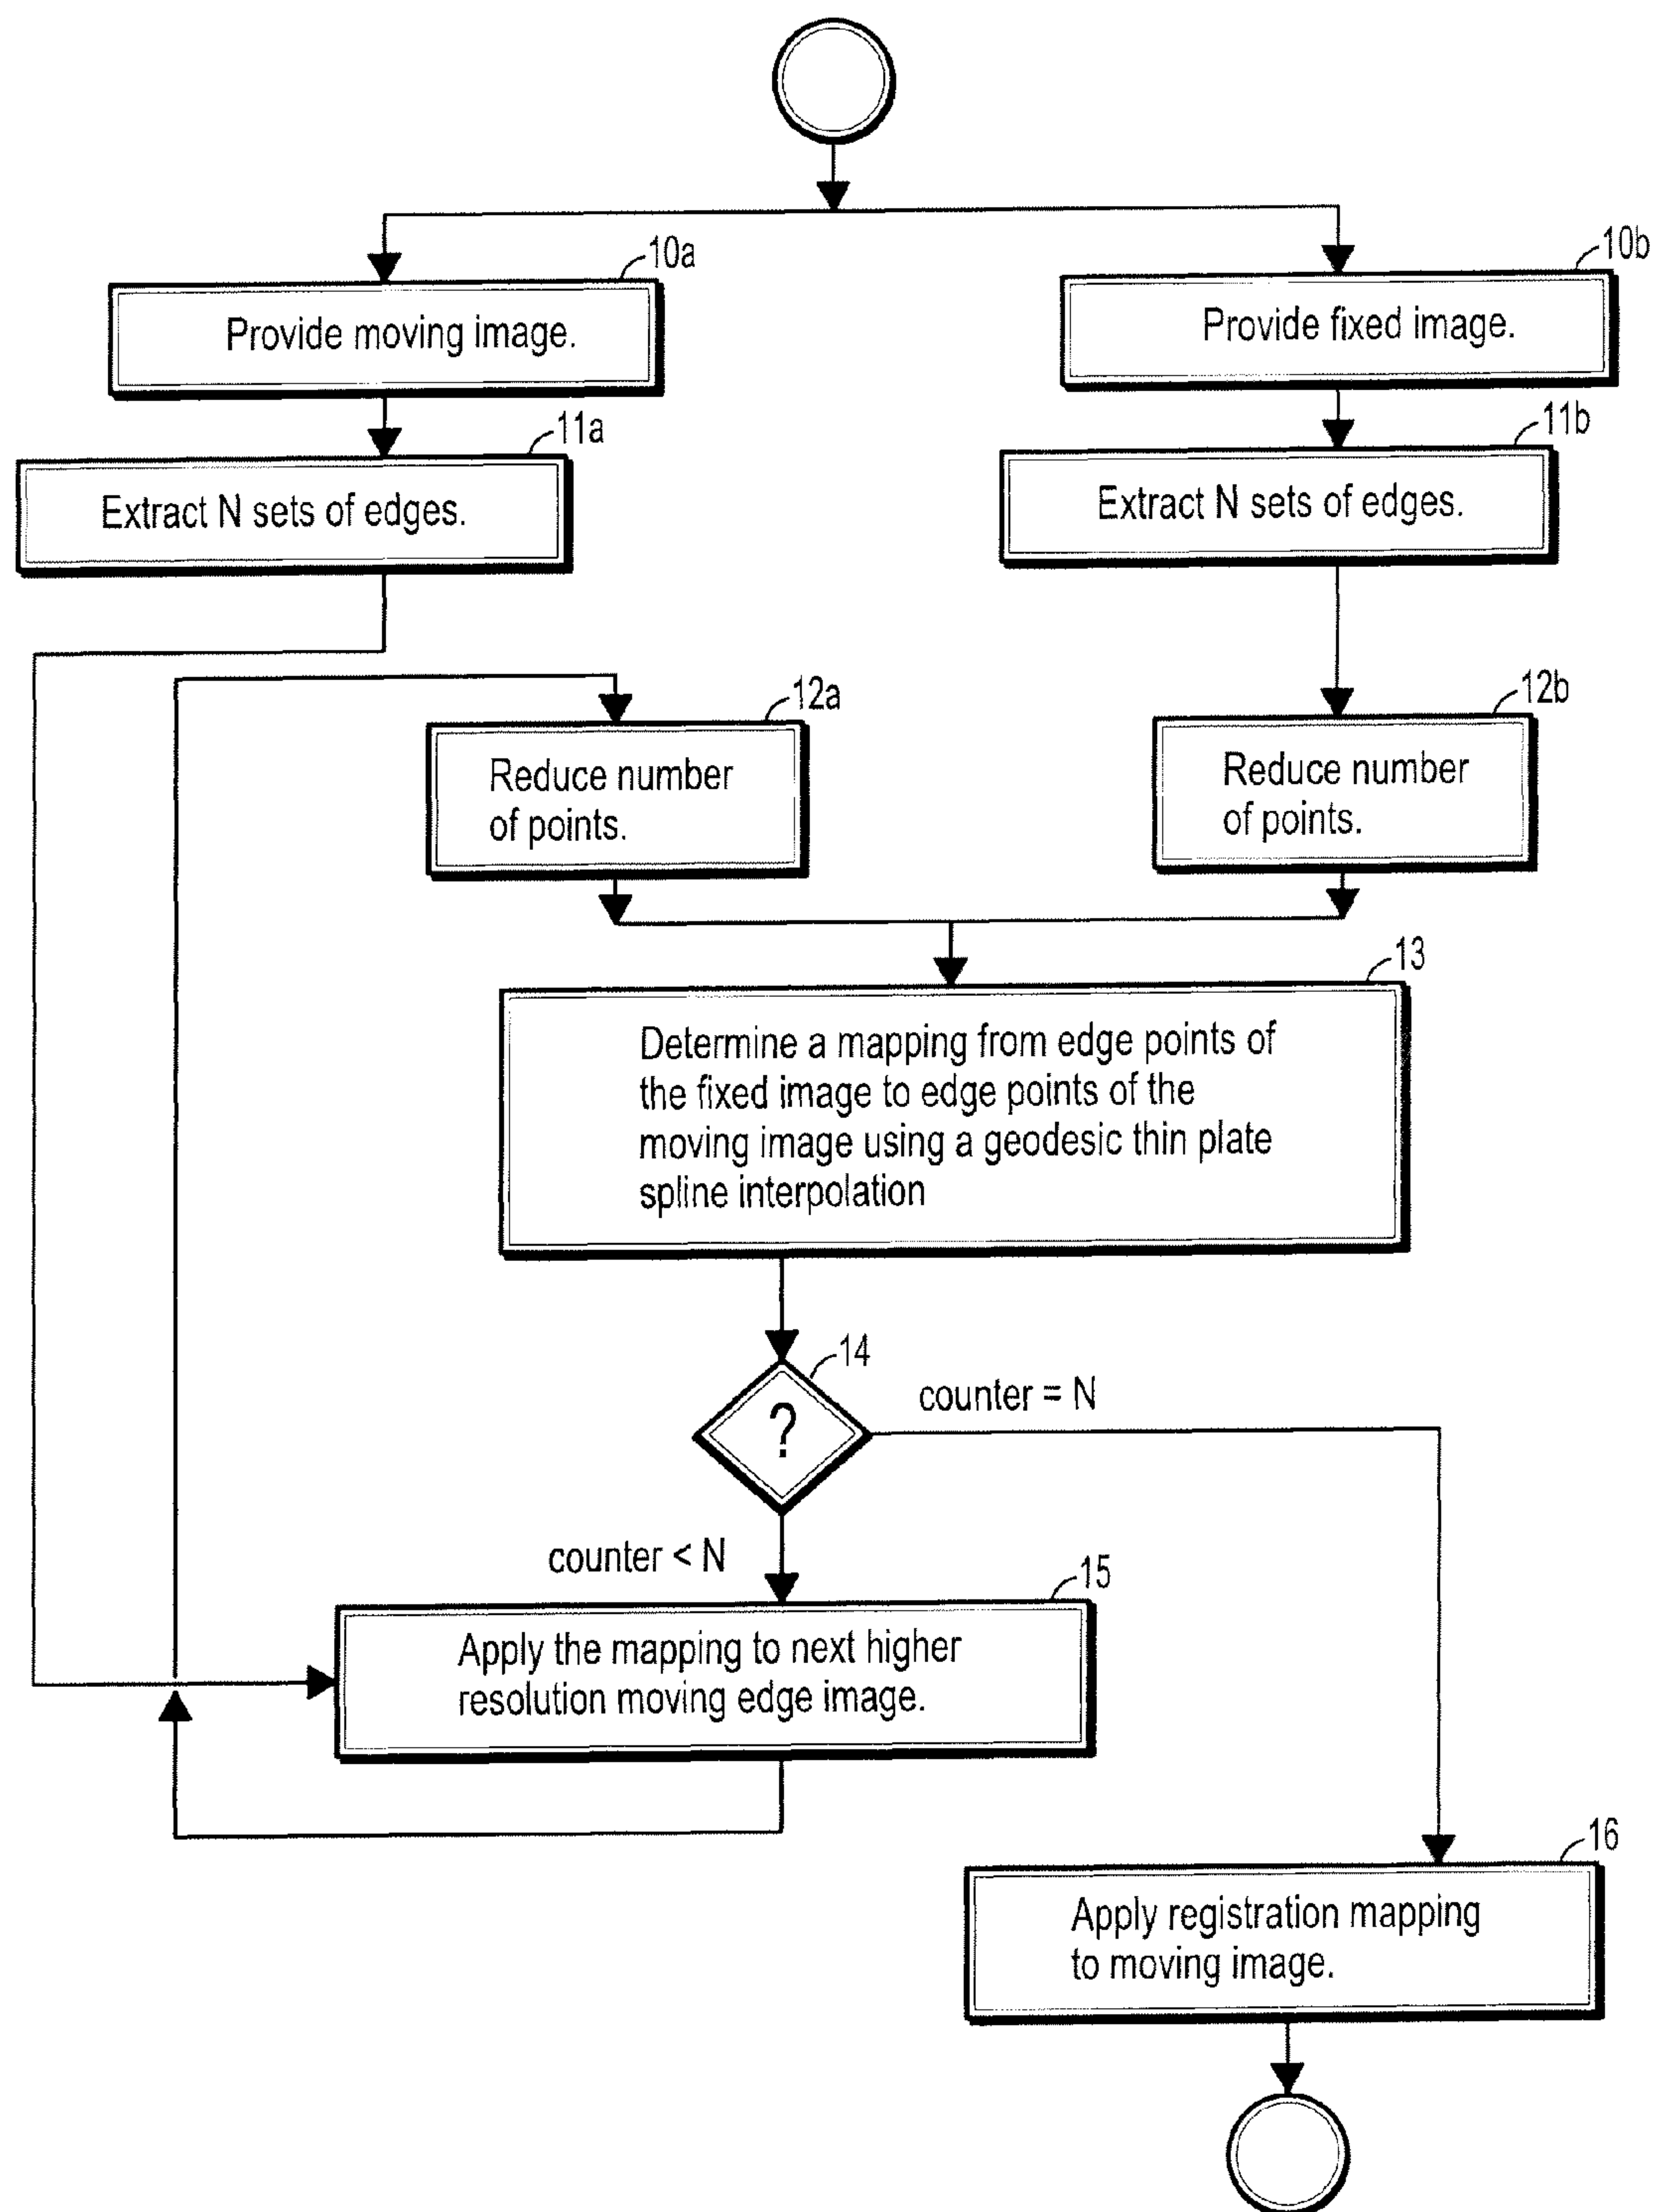 10a
10b
Provide moving image.
Provide fixed image.
11a
11b
Extract N sets of edges.
Extract N sets of edges.
12a
12b
Reduce number
of points.
Reduce number
of points.
13
Determine a mapping from edge points of
the fixed image to edge points of the
moving image using a geodesic thin plate
spline interpolation
14
?
counter = N
counter < N
15
Apply the mapping to next higher
resolution moving edge image.
16
Apply registration mapping
to moving image.